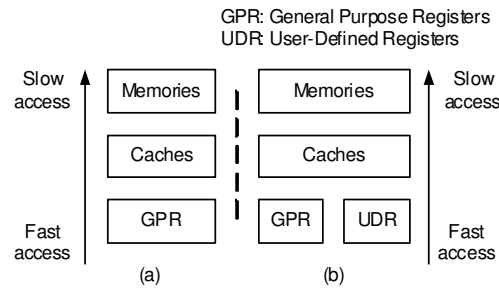 GPR: General Purpose Registers
UDR: User-Defined Registers
Slow
access
Memories
Caches
GPR
Fast
access
(a)
Memories
Caches
GPR
UDR
Slow
access
Fast
access
(b)